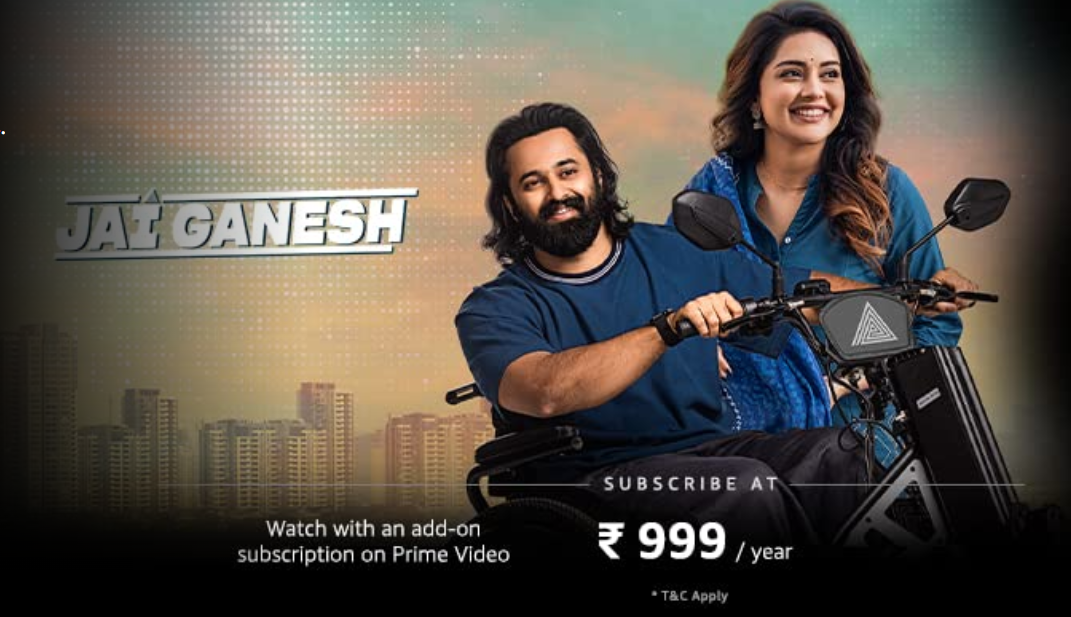 JAI GANESH
SUBSCRIBE AT
Watch with an add-on
subscription on Prime Video
₹ 999 / year
* T&C Apply